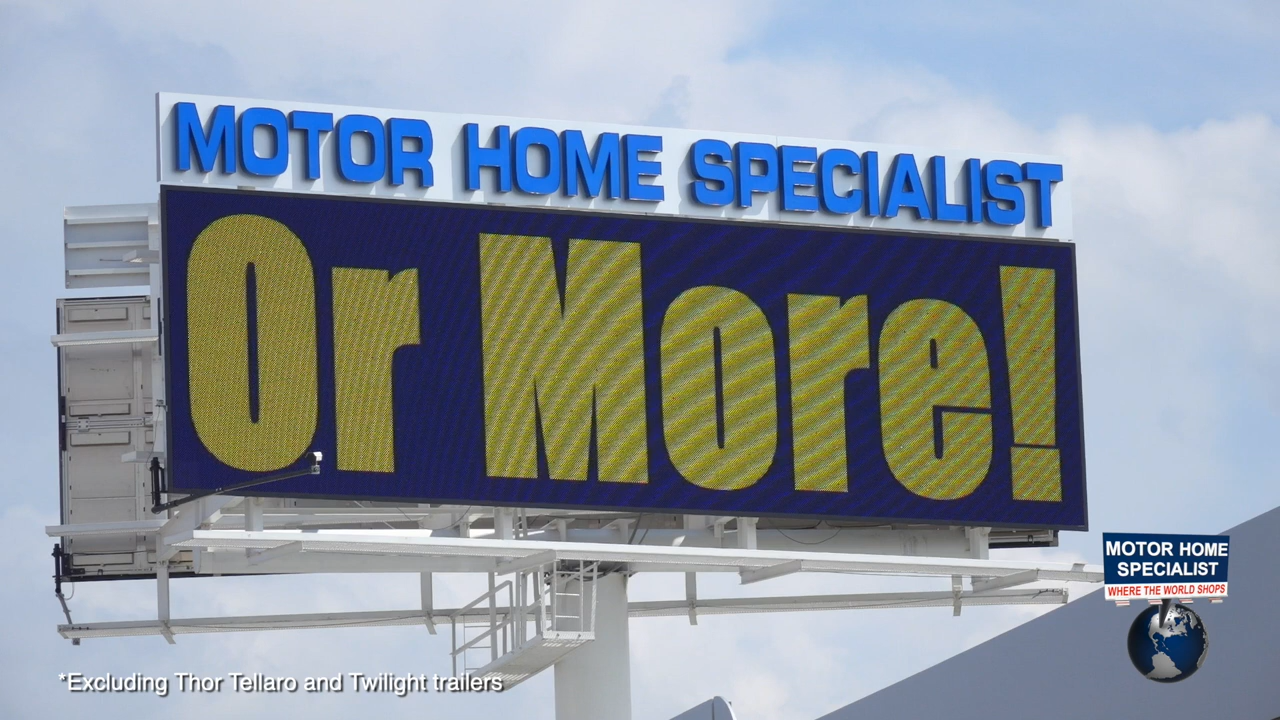 MOTOR HOME SPECIALIST
Or More!
MOTOR HOME
SPECIALIST
WHERE THE WORLD SHOPS
*Excluding Thor Tellaro and Twilight trailers